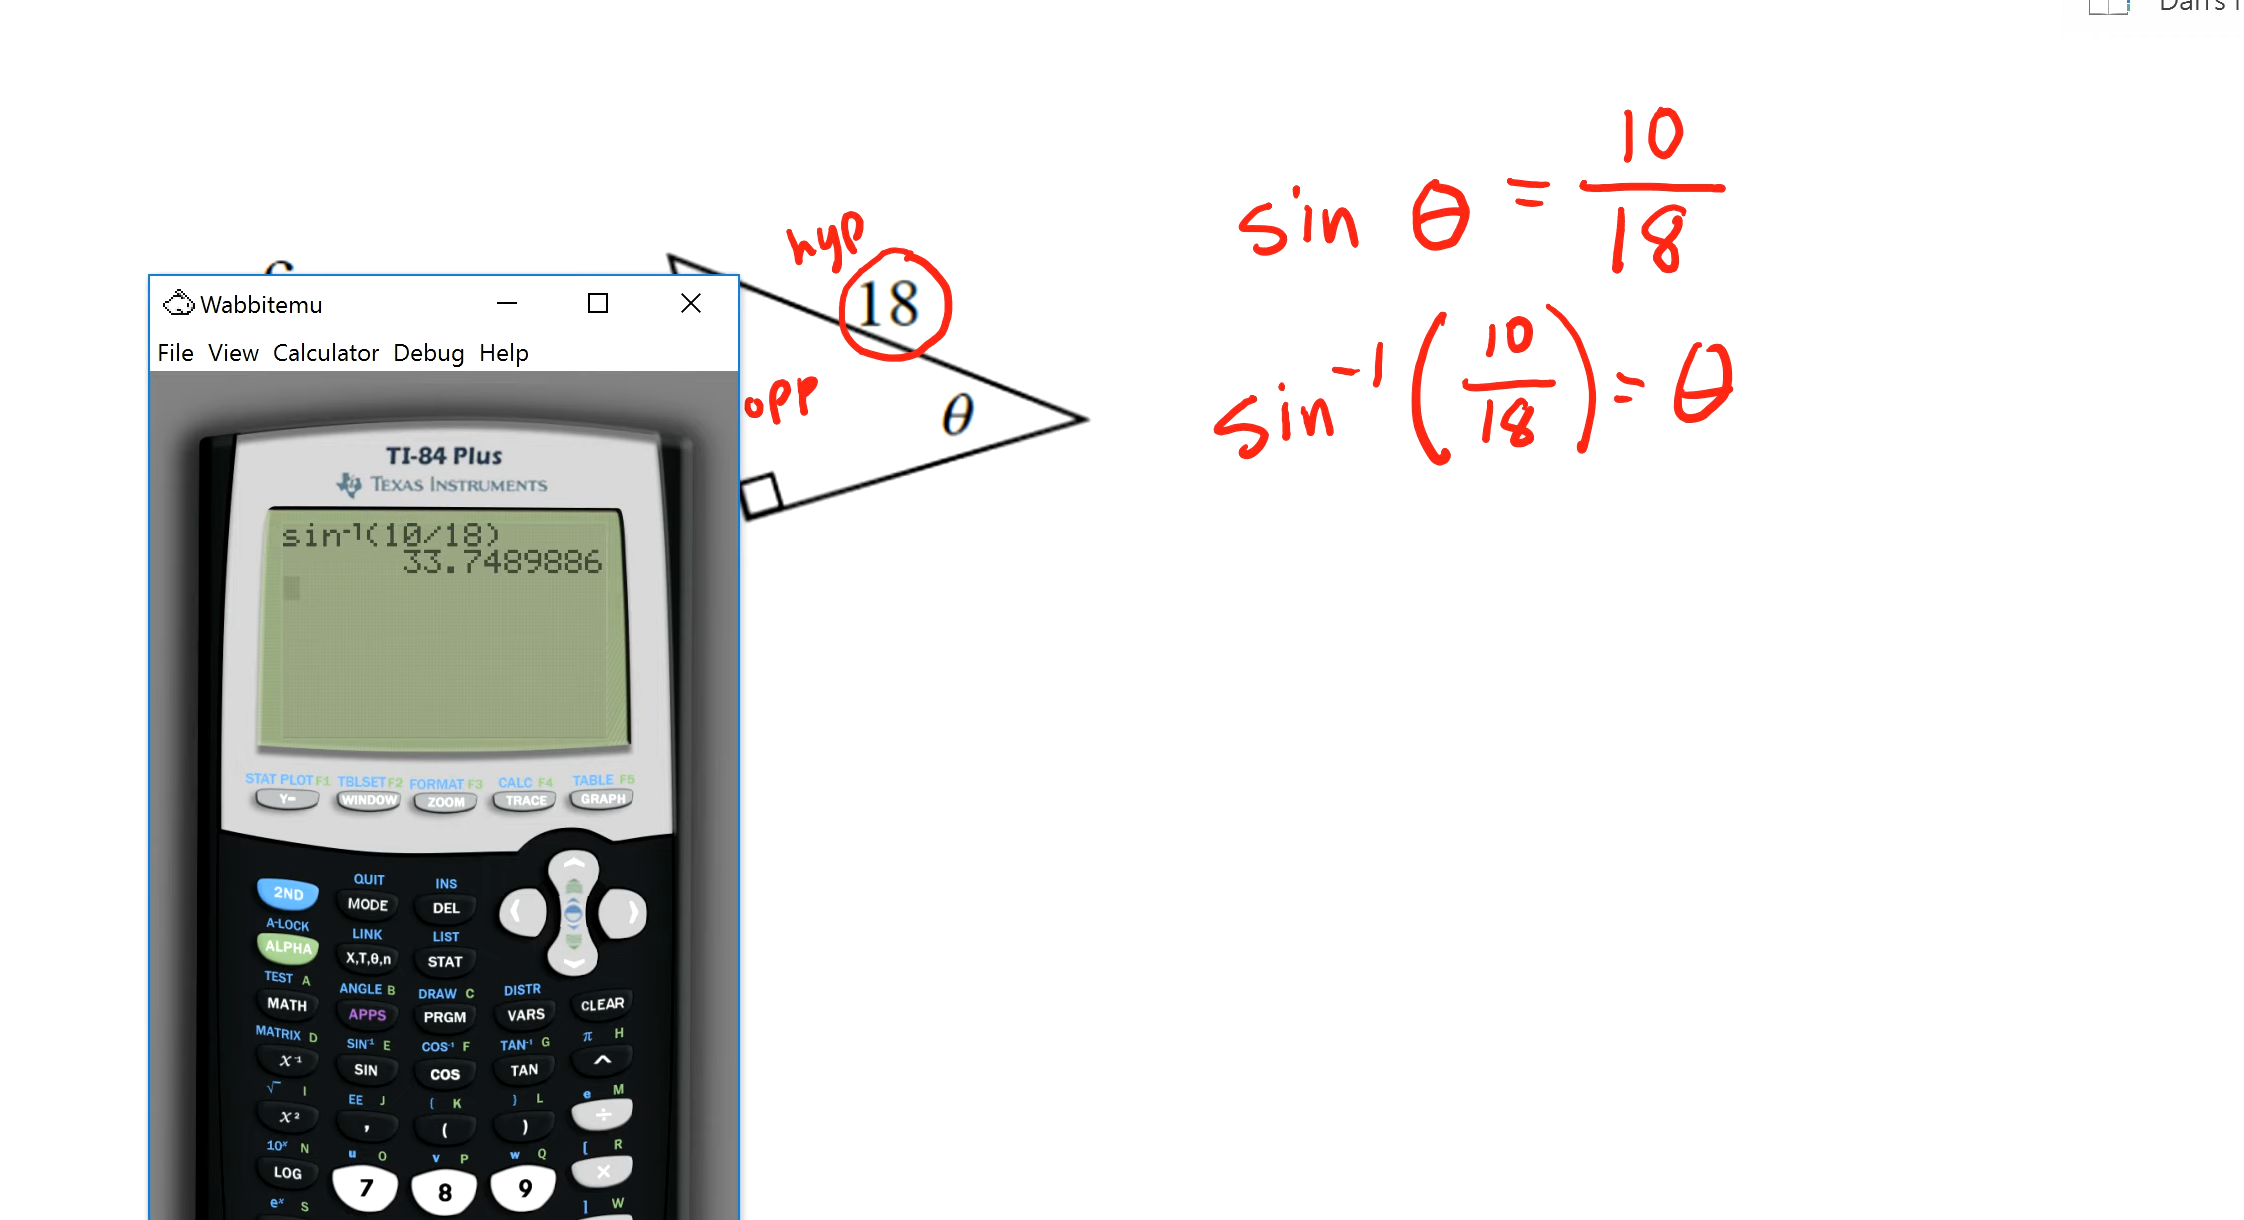 Dan's
10
sin θ = 
18
hyp
18
10
sin⁻¹ ( ) = θ
18
opp
θ
Wabbitemu
File View Calculator Debug Help
TI-84 Plus
TEXAS INSTRUMENTS
sin⁻¹(10/18)
33.7489886
STAT PLOT F1 TBLSET F2 FORMAT F3 CALC F4 TABLE F5
Y= WINDOW ZOOM TRACE GRAPH
QUIT INS
2ND MODE DEL
A-LOCK LINK LIST
ALPHA X,T,θ,n STAT
TEST A ANGLE B DRAW C DISTR
MATH APPS PRGM VARS CLEAR
MATRIX D SIN⁻¹ E COS⁻¹ F TAN⁻¹ G π H
X⁻¹ SIN COS TAN ^
√ I EE J { K } L e M
X² , ( ) ÷
10ˣ N u O v P w Q [ R
LOG 7 8 9 ×
eˣ S ] W